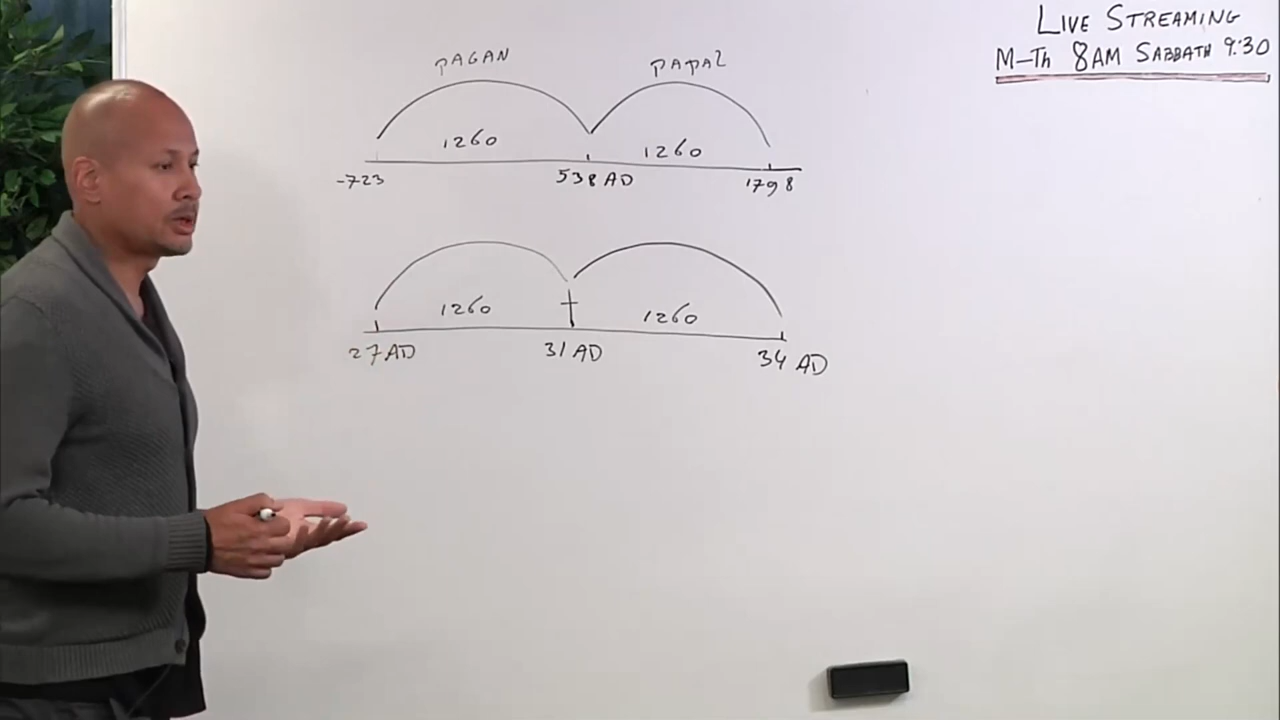 LIVE STREAMING
M-Th 8AM SABBATH 9:30
PAGAN PAPAL
1260 1260
-723 538 AD 1798
1260 1260
27 AD 31 AD 34 AD